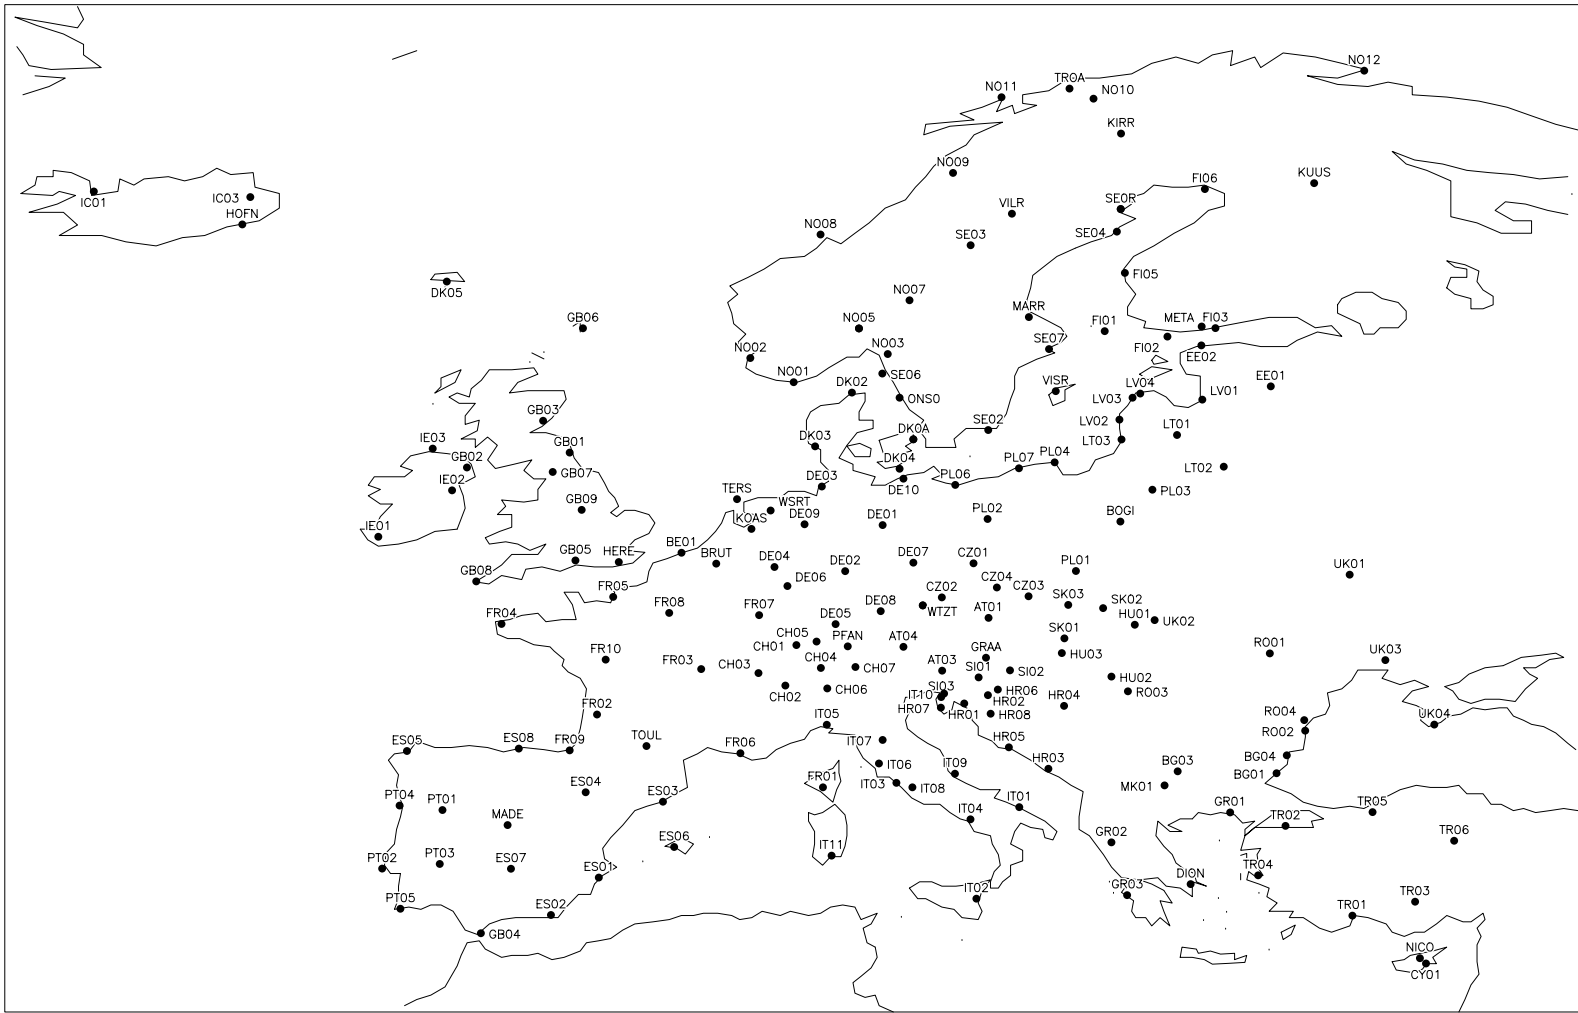 NO12
TROA
NO11
NO10
KIRR
NO09
KUUS
FI06
IC01
IC03
HOFN
VILR
SE0R
NO08
SE04
SE03
FI05
DK05
NO07
MARR
GB06
NO05
META
FI03
FI01
FI02
SE07
NO03
NO02
EE02
NO01
SE06
EE01
DK02
VISR
LV04
LV01
ONS0
LV03
GB03
SE02
LV02
DK0A
LT01
IE03
GB01
DK03
LT03
GB02
DK04
PL07
PL04
LT02
GB07
DE03
PL06
IE02
TERS
DE10
PL03
WSRT
GB09
KOAS
DE09
DE01
PL02
BOGI
IE01
BE01
GB05
HERE
BRUT
DE04
DE02
DE07
CZ01
PL01
UK01
GB08
DE06
CZ04
CZ03
FR05
CZ02
FR08
FR07
DE08
WTZT
AT01
SK03
SK02
FR04
DE05
HU01
UK02
CH05
PFAN
AT04
SK01
CH01
FR10
GRAA
HU03
RO01
UK03
FR03
CH03
CH04
CH07
AT03
SI01
SI02
HU02
CH02
CH06
SI03
IT10
HR06
RO03
HR02
HR04
HR07
HR01
HR08
FR02
IT05
RO04
UK04
RO02
ES05
ES08
FR09
TOUL
FR06
IT07
HR05
BG04
IT06
HR03
BG03
BG01
FR01
IT03
IT08
IT09
MK01
ES04
PT04
PT01
ES03
IT01
GR01
TR05
MADE
IT04
TR02
ES06
GR02
TR06
IT11
PT02
PT03
ES07
ES01
TR04
DION
GR03
IT02
PT05
ES02
TR03
TR01
GB04
NICO
CY01